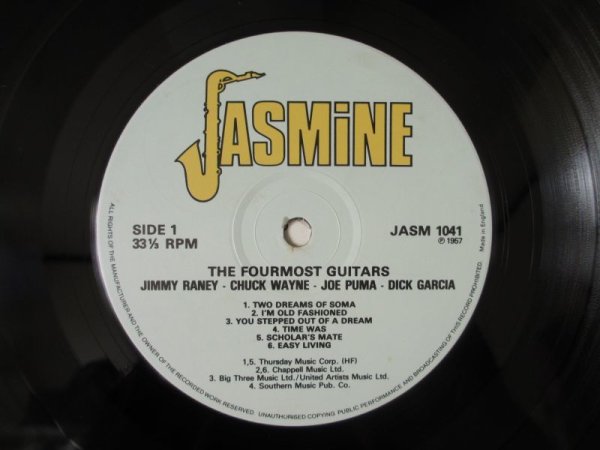 JASMiNE
SIDE 1
33⅓ RPM
JASM 1041
℗ 1957
Made in England
THE FOURMOST GUITARS
JIMMY RANEY - CHUCK WAYNE - JOE PUMA - DICK GARCIA
1. TWO DREAMS OF SOMA
2. I'M OLD FASHIONED
3. YOU STEPPED OUT OF A DREAM
4. TIME WAS
5. SCHOLAR'S MATE
6. EASY LIVING
1,5. Thursday Music Corp. (HF)
2,6. Chappell Music Ltd.
3. Big Three Music Ltd./United Artists Music Ltd.
4. Southern Music Pub. Co.
ALL RIGHTS OF THE MANUFACTURER AND THE OWNER OF THE RECORDED WORK RESERVED. UNAUTHORISED COPYING PUBLIC PERFORMANCE AND BROADCASTING OF THIS RECORD PROHIBITED.